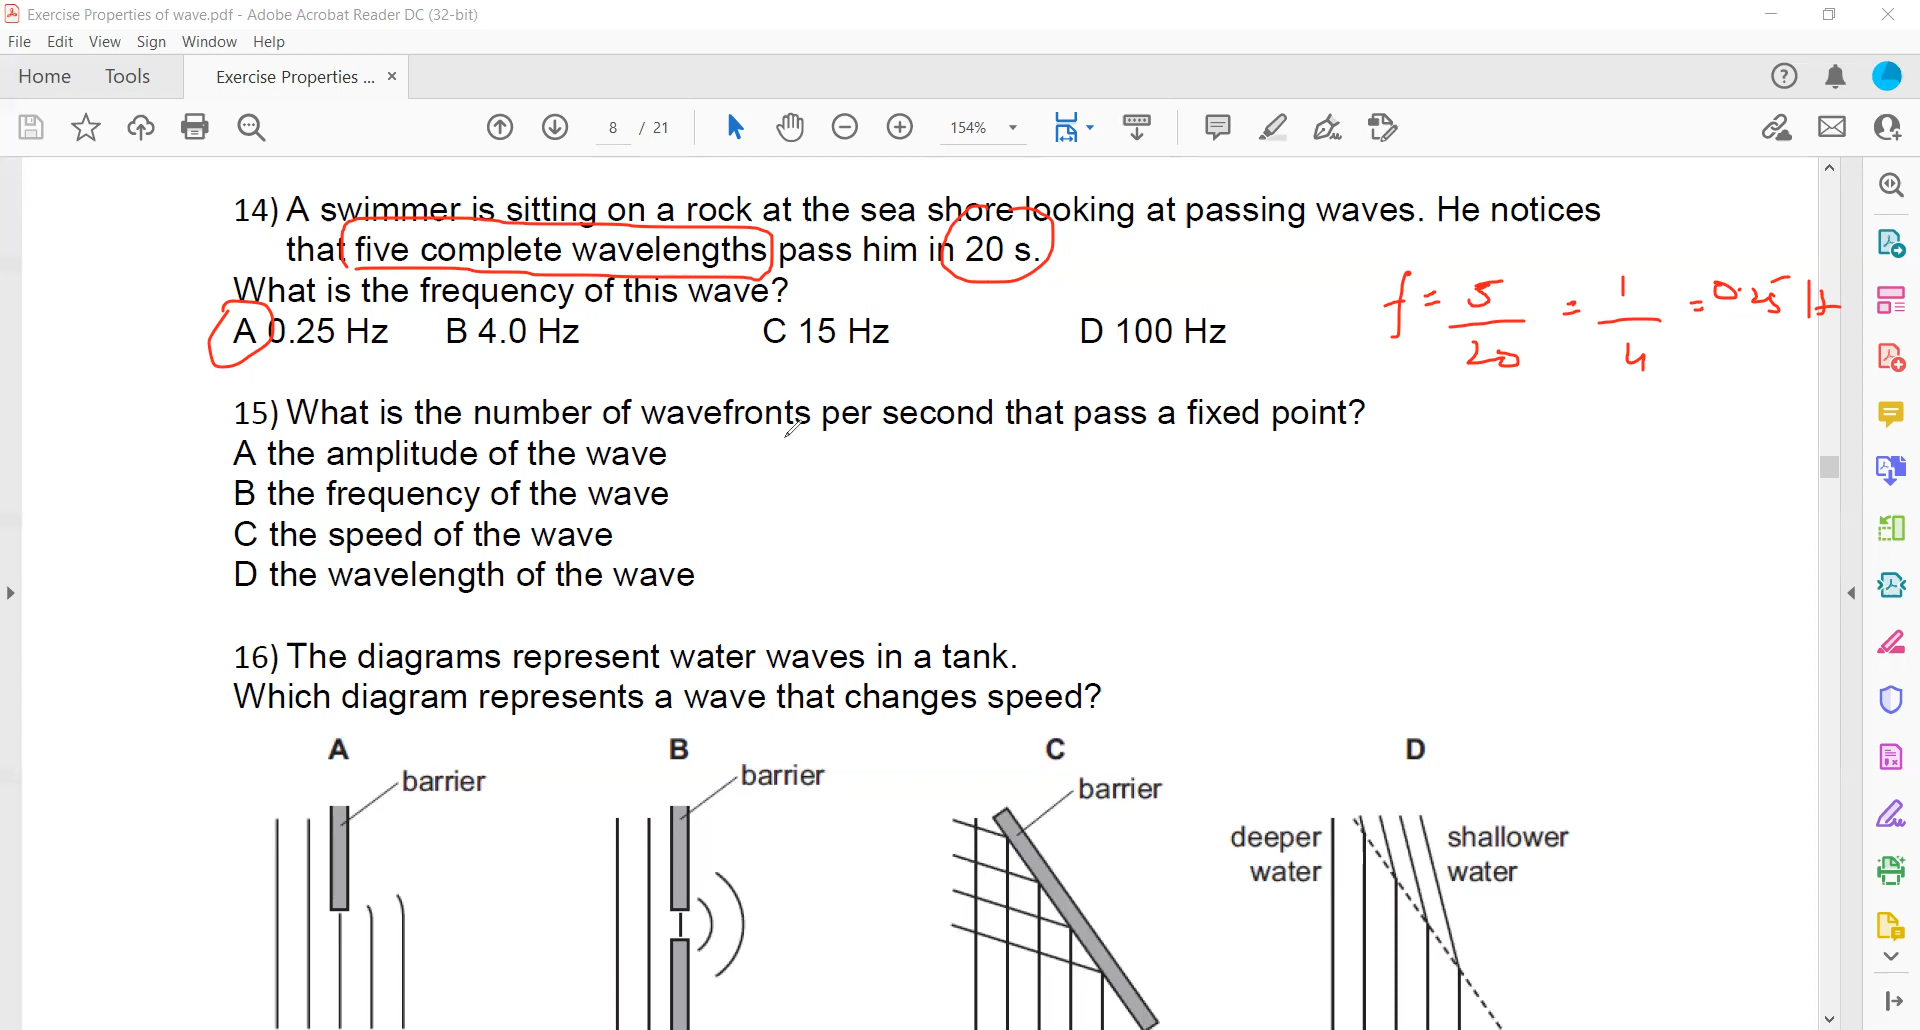 Exercise Properties of wave.pdf - Adobe Acrobat Reader DC (32-bit)
File Edit View Sign Window Help
Home Tools Exercise Properties ... ×
8 / 21 154%
14) A swimmer is sitting on a rock at the sea shore looking at passing waves. He notices
that five complete wavelengths pass him in 20 s.
What is the frequency of this wave?
A 0.25 Hz B 4.0 Hz C 15 Hz D 100 Hz
f = 5/20 = 1/4 = 0.25 Hz
15) What is the number of wavefronts per second that pass a fixed point?
A the amplitude of the wave
B the frequency of the wave
C the speed of the wave
D the wavelength of the wave
16) The diagrams represent water waves in a tank.
Which diagram represents a wave that changes speed?
A B C D
barrier barrier barrier
deeper water shallower water